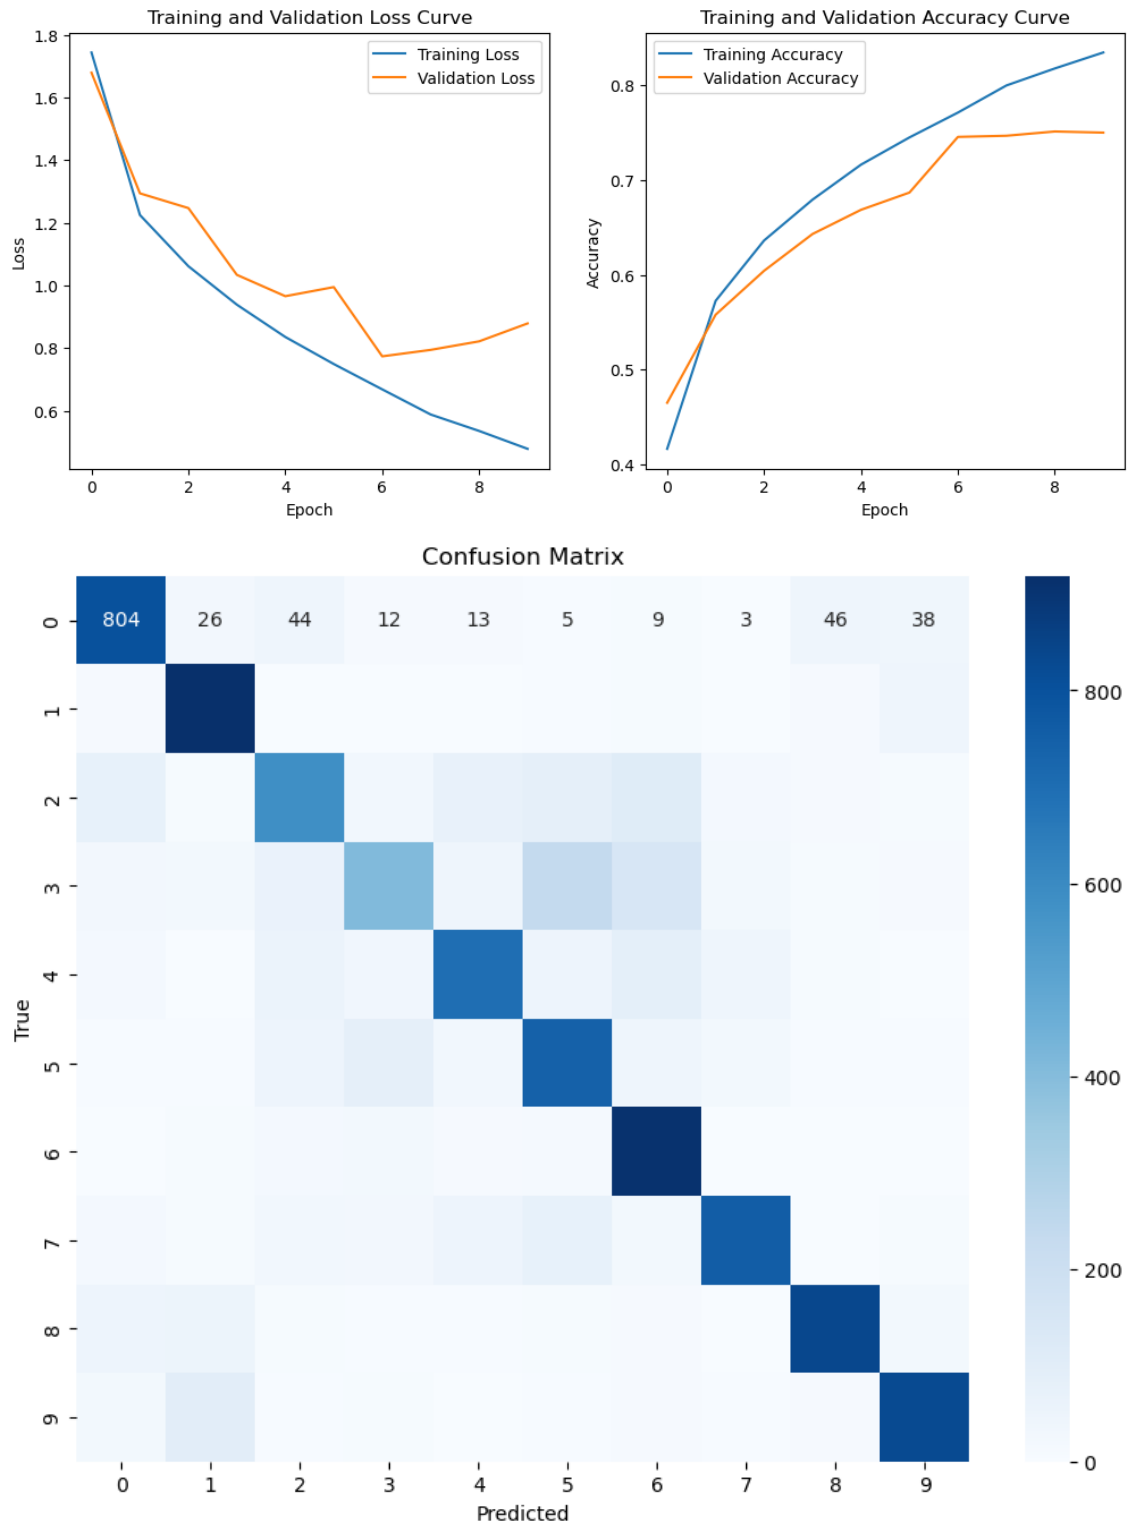 Training and Validation Loss Curve
1.8
1.6
1.4
1.2
1.0
0.8
0.6
Loss
0 2 4 6 8
Epoch
Training Loss
Validation Loss
Training and Validation Accuracy Curve
0.8
0.7
0.6
0.5
0.4
Accuracy
0 2 4 6 8
Epoch
Training Accuracy
Validation Accuracy
Confusion Matrix
0 804 26 44 12 13 5 9 3 46 38
1
2
3
4
5
6
7
8
9
True
0 1 2 3 4 5 6 7 8 9
Predicted
800
600
400
200
0